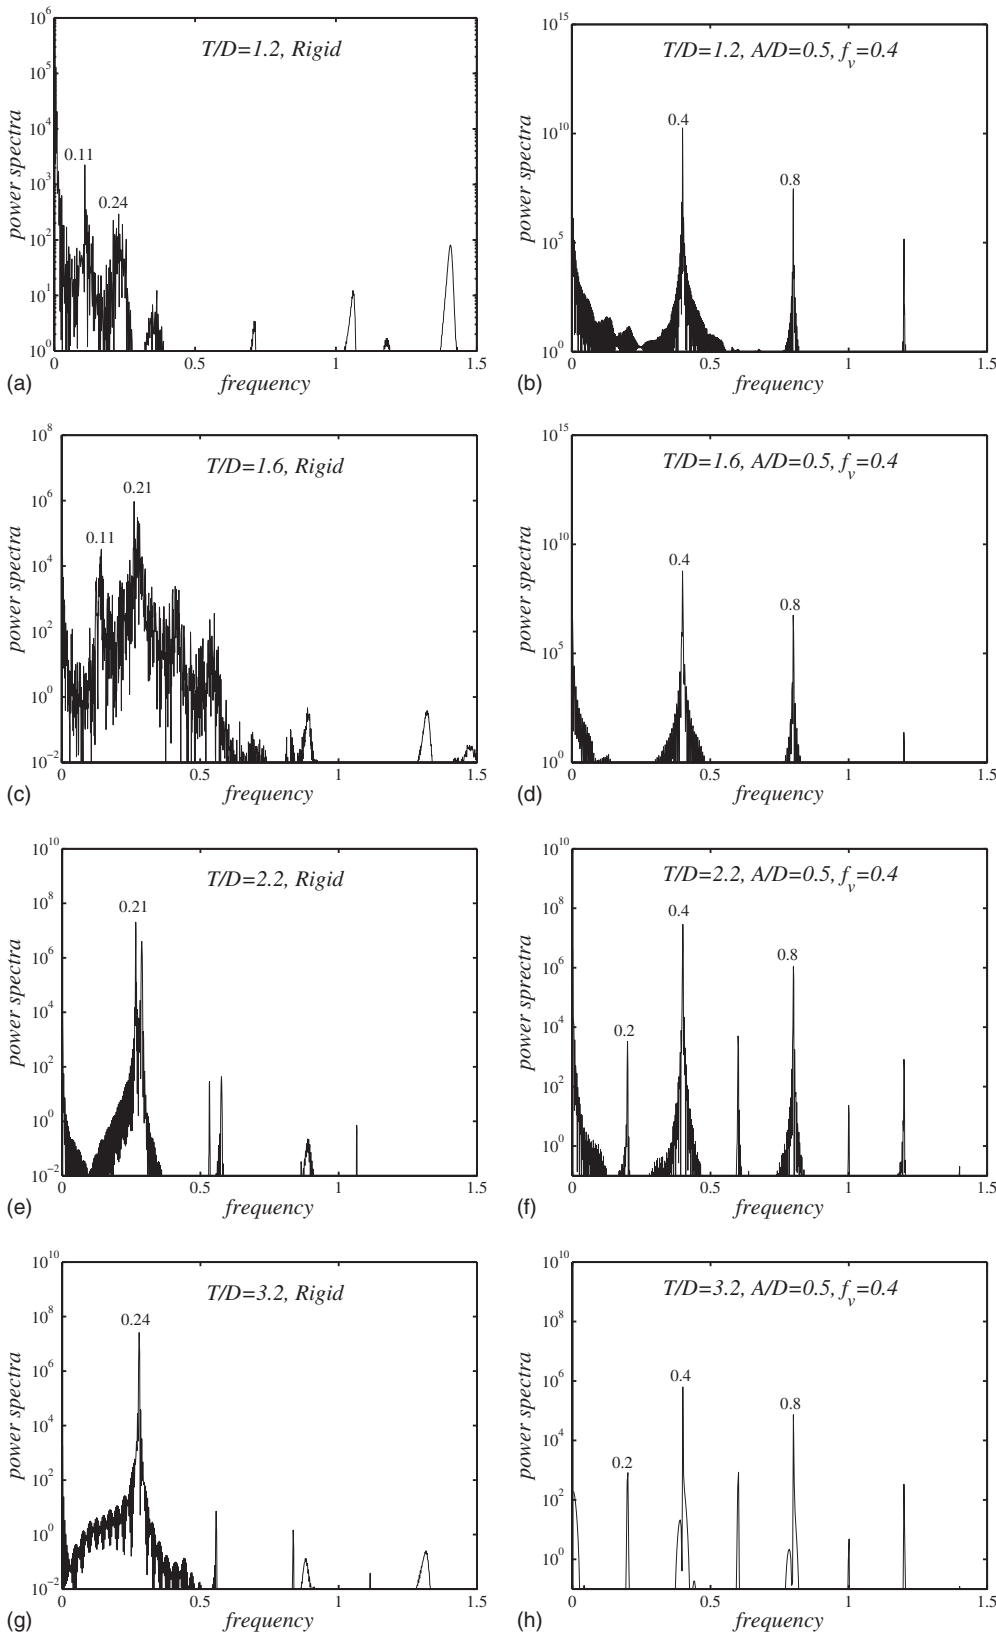 T/D=1.2, Rigid
power spectra
10^6
10^5
10^4
10^3
10^2
10^1
10^0
0.11
0.24
0 0.5 1 1.5
frequency
(a)
T/D=1.2, A/D=0.5, f_v=0.4
power spectra
10^15
10^10
10^5
10^0
0.4
0.8
0 0.5 1 1.5
frequency
(b)
T/D=1.6, Rigid
power spectra
10^8
10^6
10^4
10^2
10^0
10^-2
0.11
0.21
0 0.5 1 1.5
frequency
(c)
T/D=1.6, A/D=0.5, f_v=0.4
power spectra
10^15
10^10
10^5
10^0
0.4
0.8
0 0.5 1 1.5
frequency
(d)
T/D=2.2, Rigid
power spectra
10^10
10^8
10^6
10^4
10^2
10^0
10^-2
0.21
0 0.5 1 1.5
frequency
(e)
T/D=2.2, A/D=0.5, f_v=0.4
power sprectra
10^10
10^8
10^6
10^4
10^2
10^0
0.2
0.4
0.8
0 0.5 1 1.5
frequency
(f)
T/D=3.2, Rigid
power spectra
10^10
10^8
10^6
10^4
10^2
10^0
10^-2
0.24
0 0.5 1 1.5
frequency
(g)
T/D=3.2, A/D=0.5, f_v=0.4
power spectra
10^10
10^8
10^6
10^4
10^2
10^0
0.2
0.4
0.8
0 0.5 1 1.5
frequency
(h)